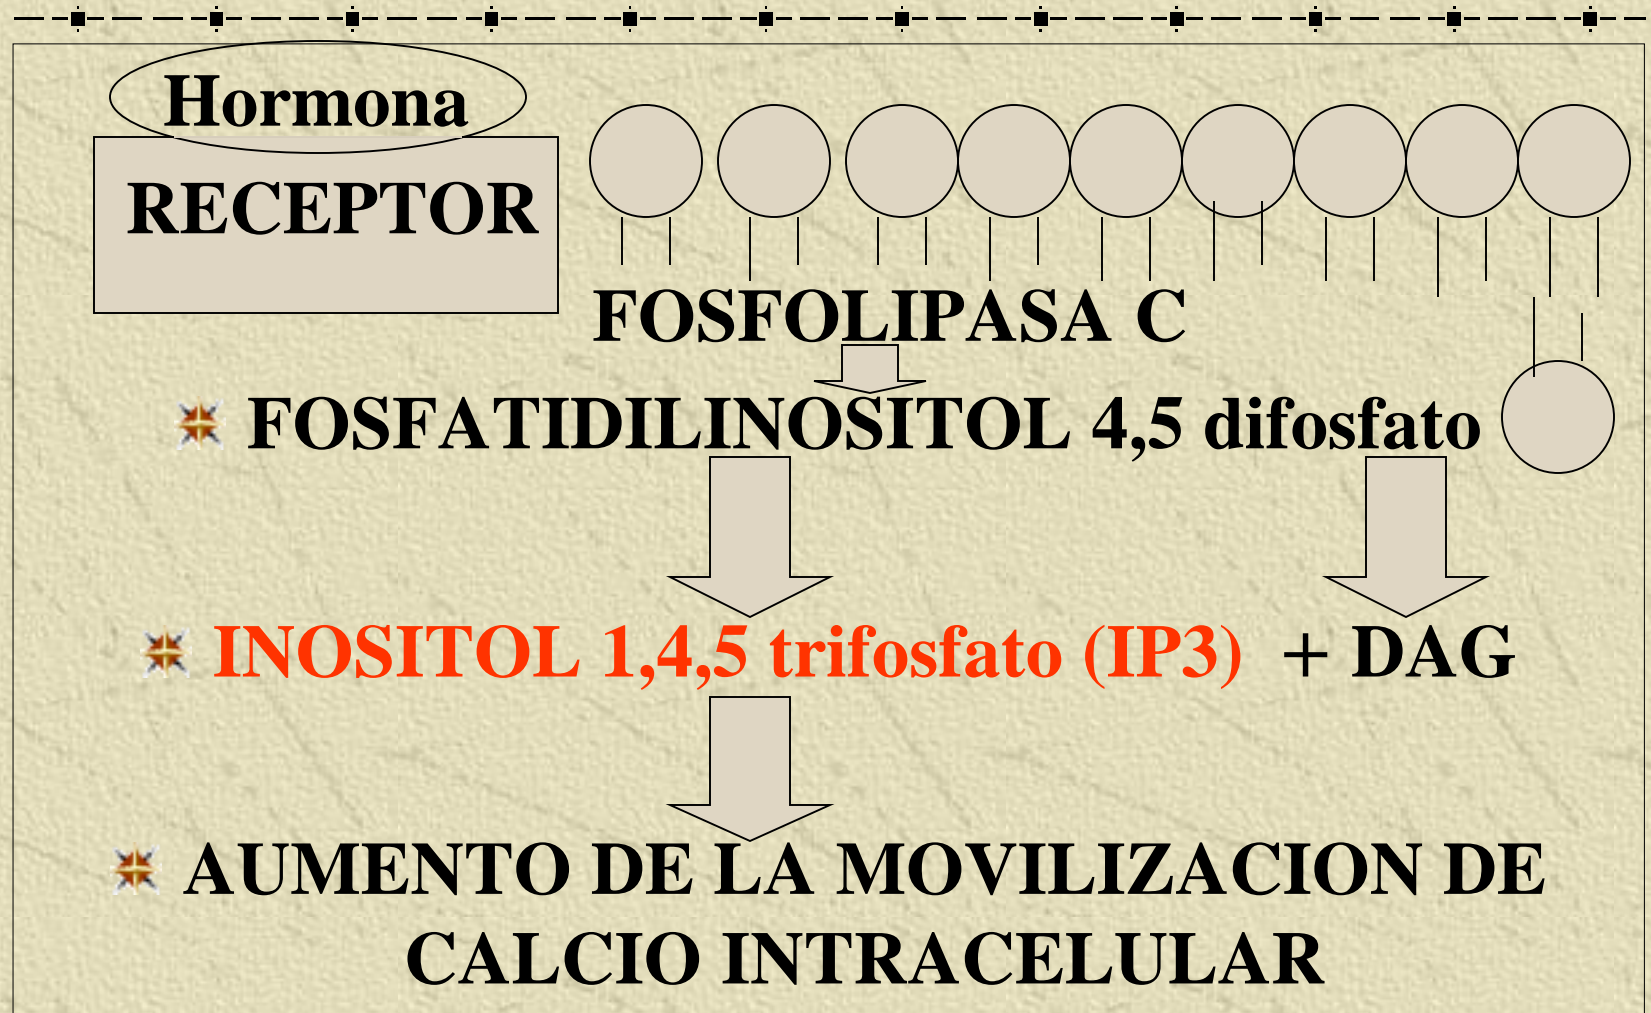 Hormona
RECEPTOR
FOSFOLIPASA C
FOSFATIDILINOSITOL 4,5 difosfato
INOSITOL 1,4,5 trifosfato (IP3) + DAG
AUMENTO DE LA MOVILIZACION DE
CALCIO INTRACELULAR